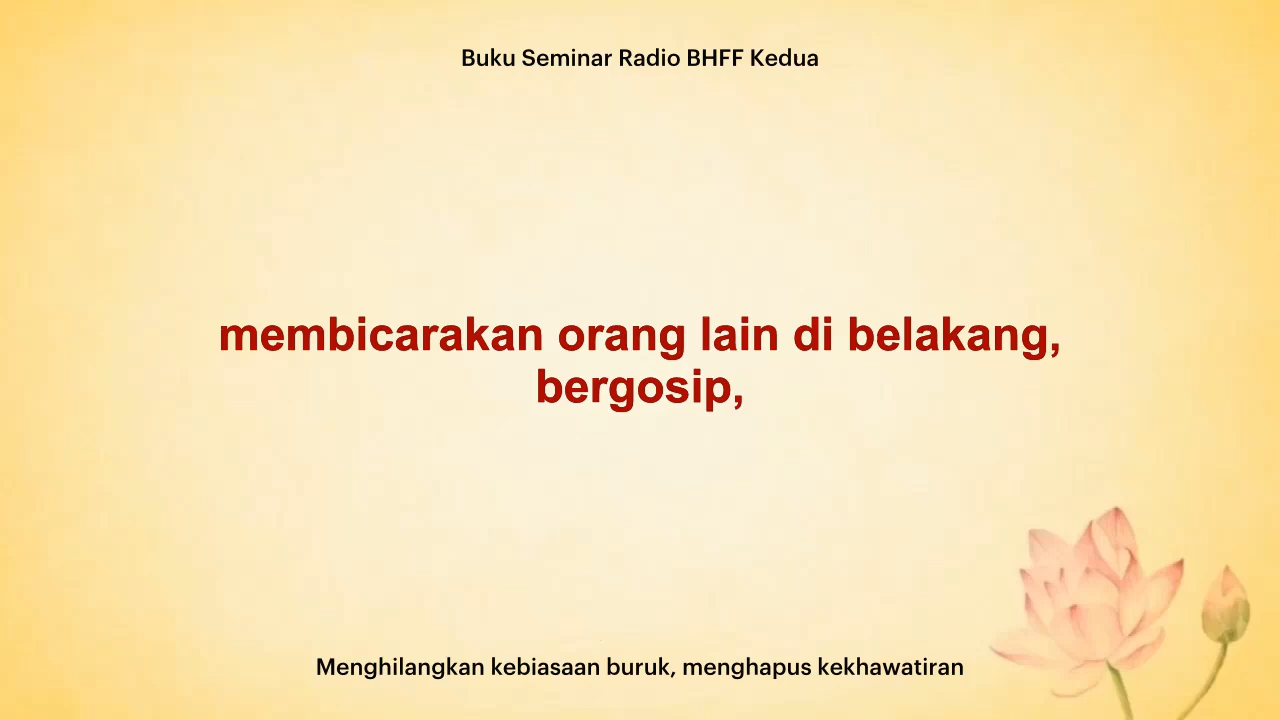 Buku Seminar Radio BHFF Kedua
membicarakan orang lain di belakang,
bergosip,
Menghilangkan kebiasaan buruk, menghapus kekhawatiran